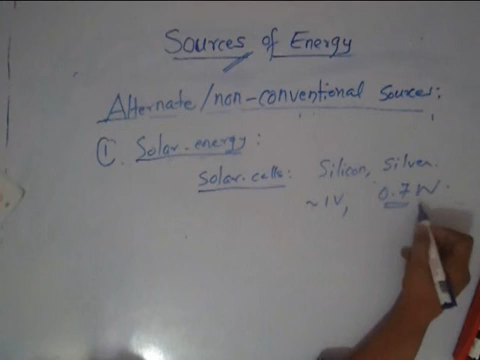 Sources of Energy
Alternate/non-conventional sources:
①. Solar energy:
Solar cells: Silicon, Silver.
~1V, 0.7W.